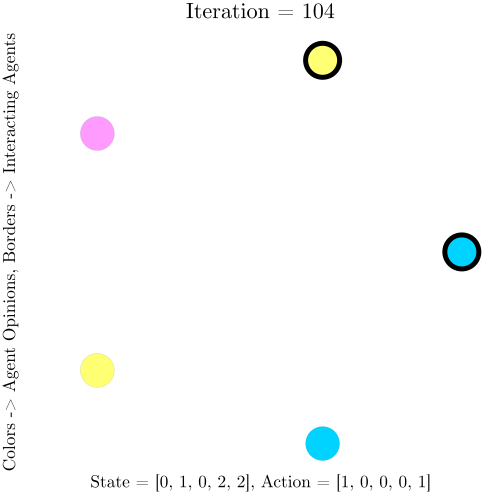 Iteration = 104
Colors -> Agent Opinions, Borders -> Interacting Agents
State = [0, 1, 0, 2, 2], Action = [1, 0, 0, 0, 1]